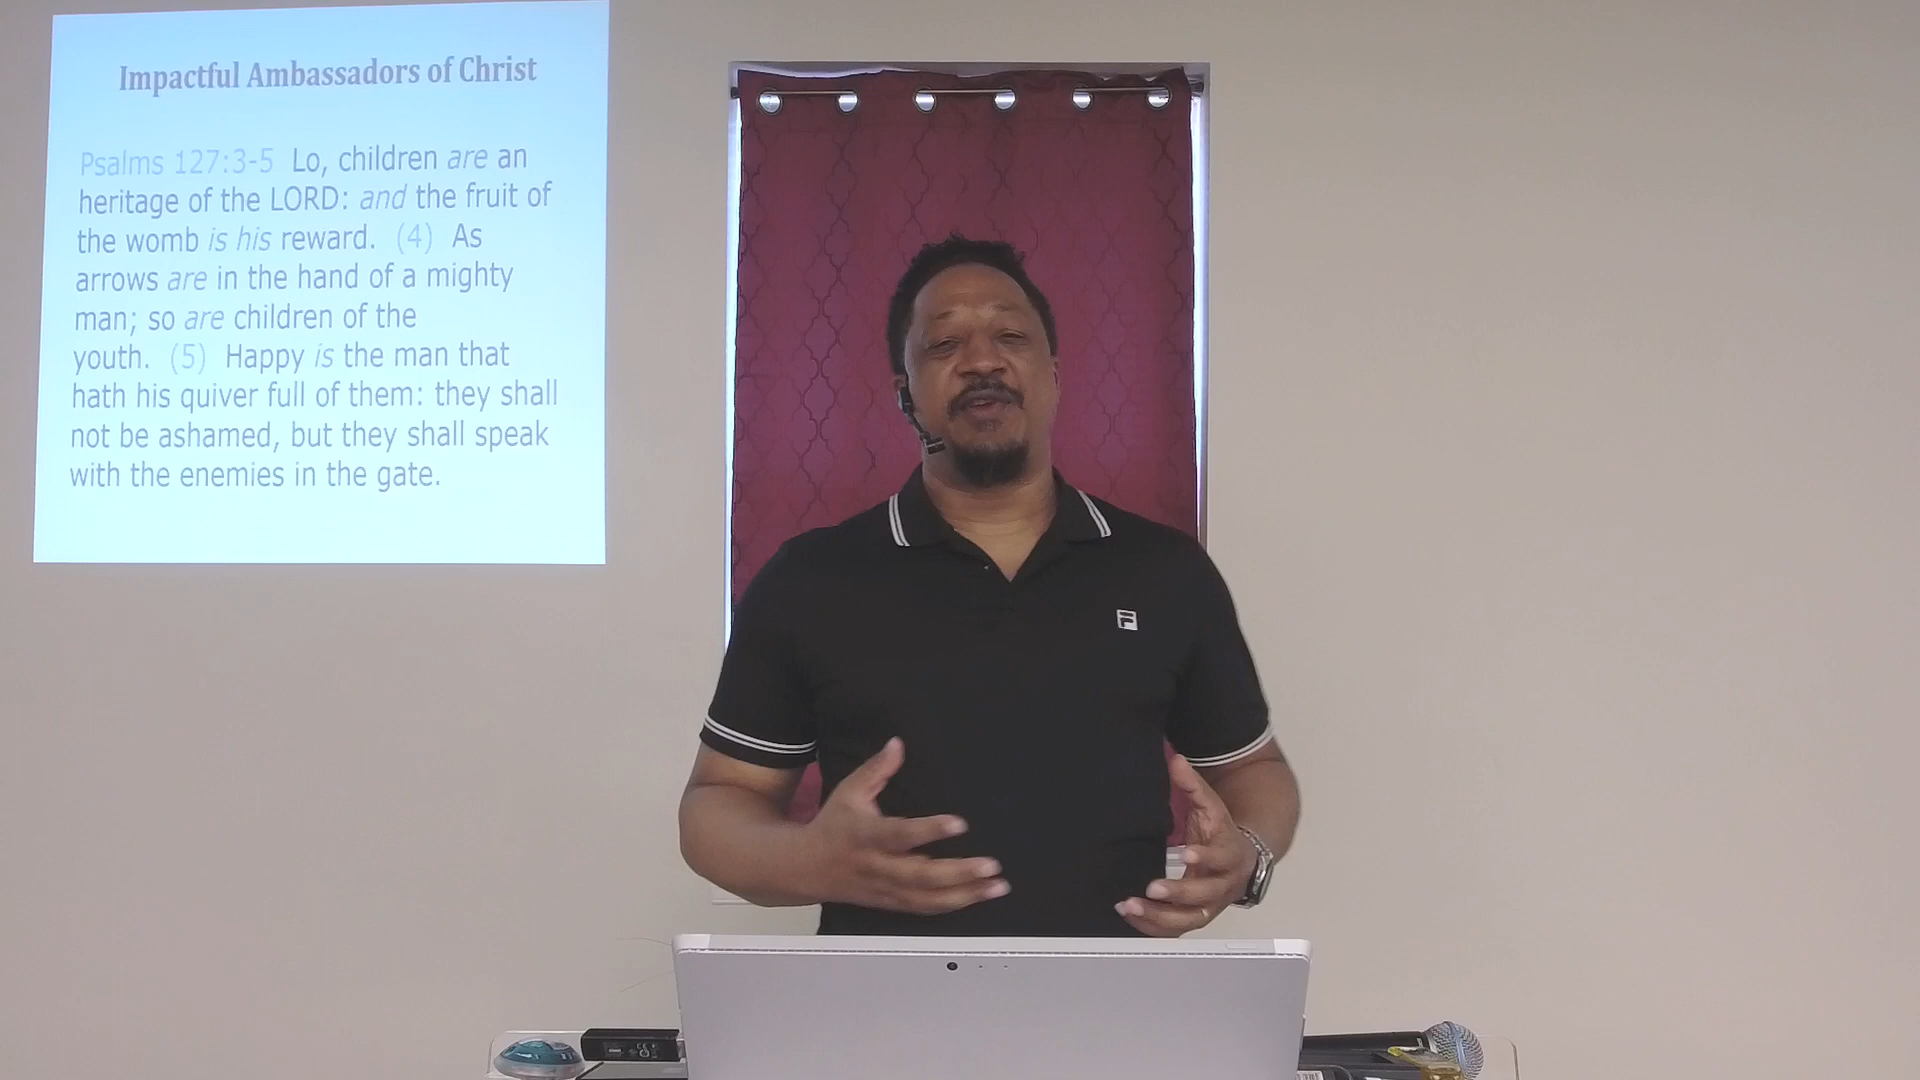 Impactful Ambassadors of Christ
Psalms 127:3-5 Lo, children are an
heritage of the LORD: and the fruit of
the womb is his reward. (4) As
arrows are in the hand of a mighty
man; so are children of the
youth. (5) Happy is the man that
hath his quiver full of them: they shall
not be ashamed, but they shall speak
with the enemies in the gate.
F